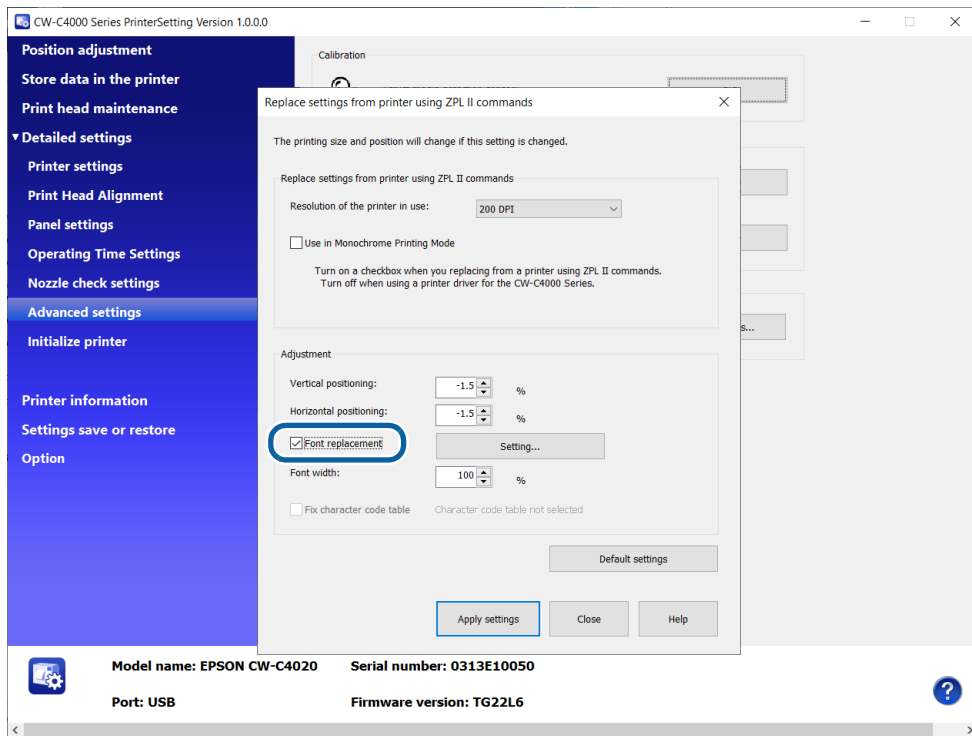 CW-C4000 Series PrinterSetting Version 1.0.0.0
Position adjustment
Store data in the printer
Print head maintenance
Detailed settings
Printer settings
Print Head Alignment
Panel settings
Operating Time Settings
Nozzle check settings
Advanced settings
Initialize printer
Printer information
Settings save or restore
Option
Calibration
Replace settings from printer using ZPL II commands
The printing size and position will change if this setting is changed.
Replace settings from printer using ZPL II commands
Resolution of the printer in use: 200 DPI
Use in Monochrome Printing Mode
Turn on a checkbox when you replacing from a printer using ZPL II commands.
Turn off when using a printer driver for the CW-C4000 Series.
s...
Adjustment
Vertical positioning: -1.5 %
Horizontal positioning: -1.5 %
Font replacement Setting...
Font width: 100 %
Fix character code table Character code table not selected
Default settings
Apply settings Close Help
Model name: EPSON CW-C4020 Serial number: 0313E10050
Port: USB Firmware version: TG22L6
?